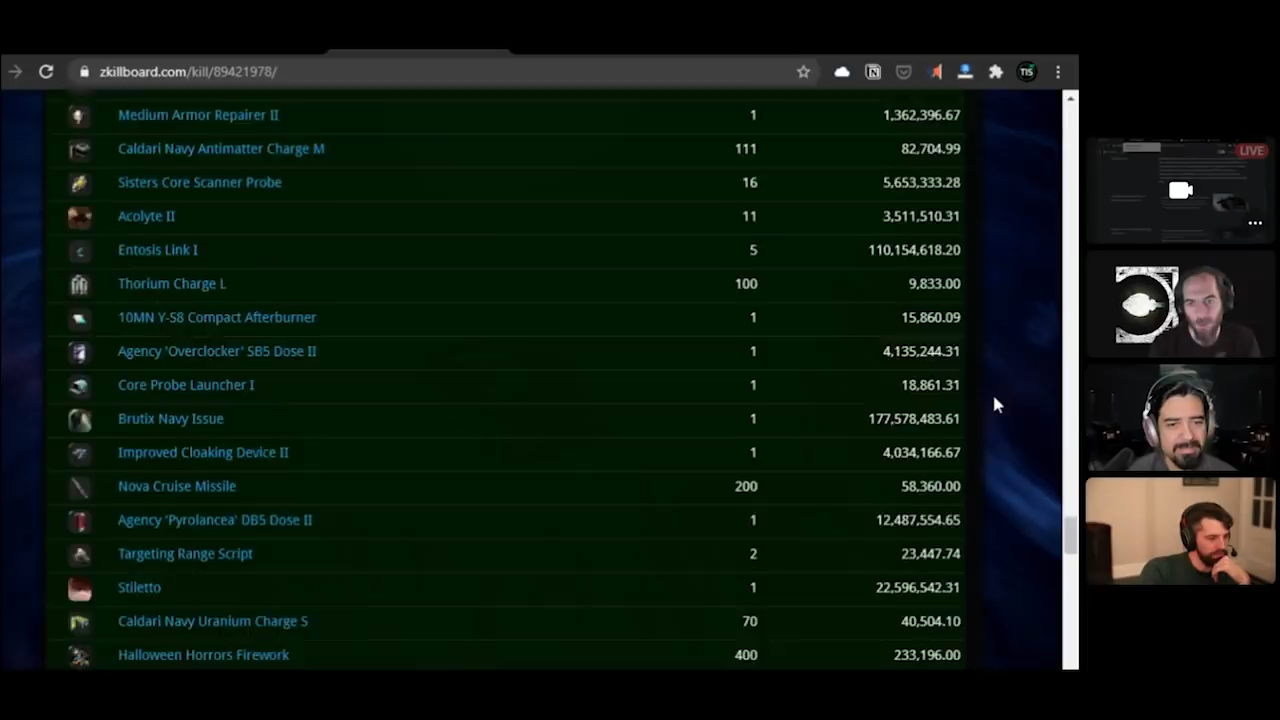 zkillboard.com/kill/89421978/
TIS
Medium Armor Repairer II 1 1,362,396.67
Caldari Navy Antimatter Charge M 111 82,704.99
LIVE
Sisters Core Scanner Probe 16 5,653,333.28
Acolyte II 11 3,511,510.31
Entosis Link I 5 110,154,618.20
Thorium Charge L 100 9,833.00
10MN Y-S8 Compact Afterburner 1 15,860.09
Agency 'Overclocker' SB5 Dose II 1 4,135,244.31
Core Probe Launcher I 1 18,861.31
Brutix Navy Issue 1 177,578,483.61
Improved Cloaking Device II 1 4,034,166.67
Nova Cruise Missile 200 58,360.00
Agency 'Pyrolancea' DB5 Dose II 1 12,487,554.65
Targeting Range Script 2 23,447.74
Stiletto 1 22,596,542.31
Caldari Navy Uranium Charge S 70 40,504.10
Halloween Horrors Firework 400 233,196.00